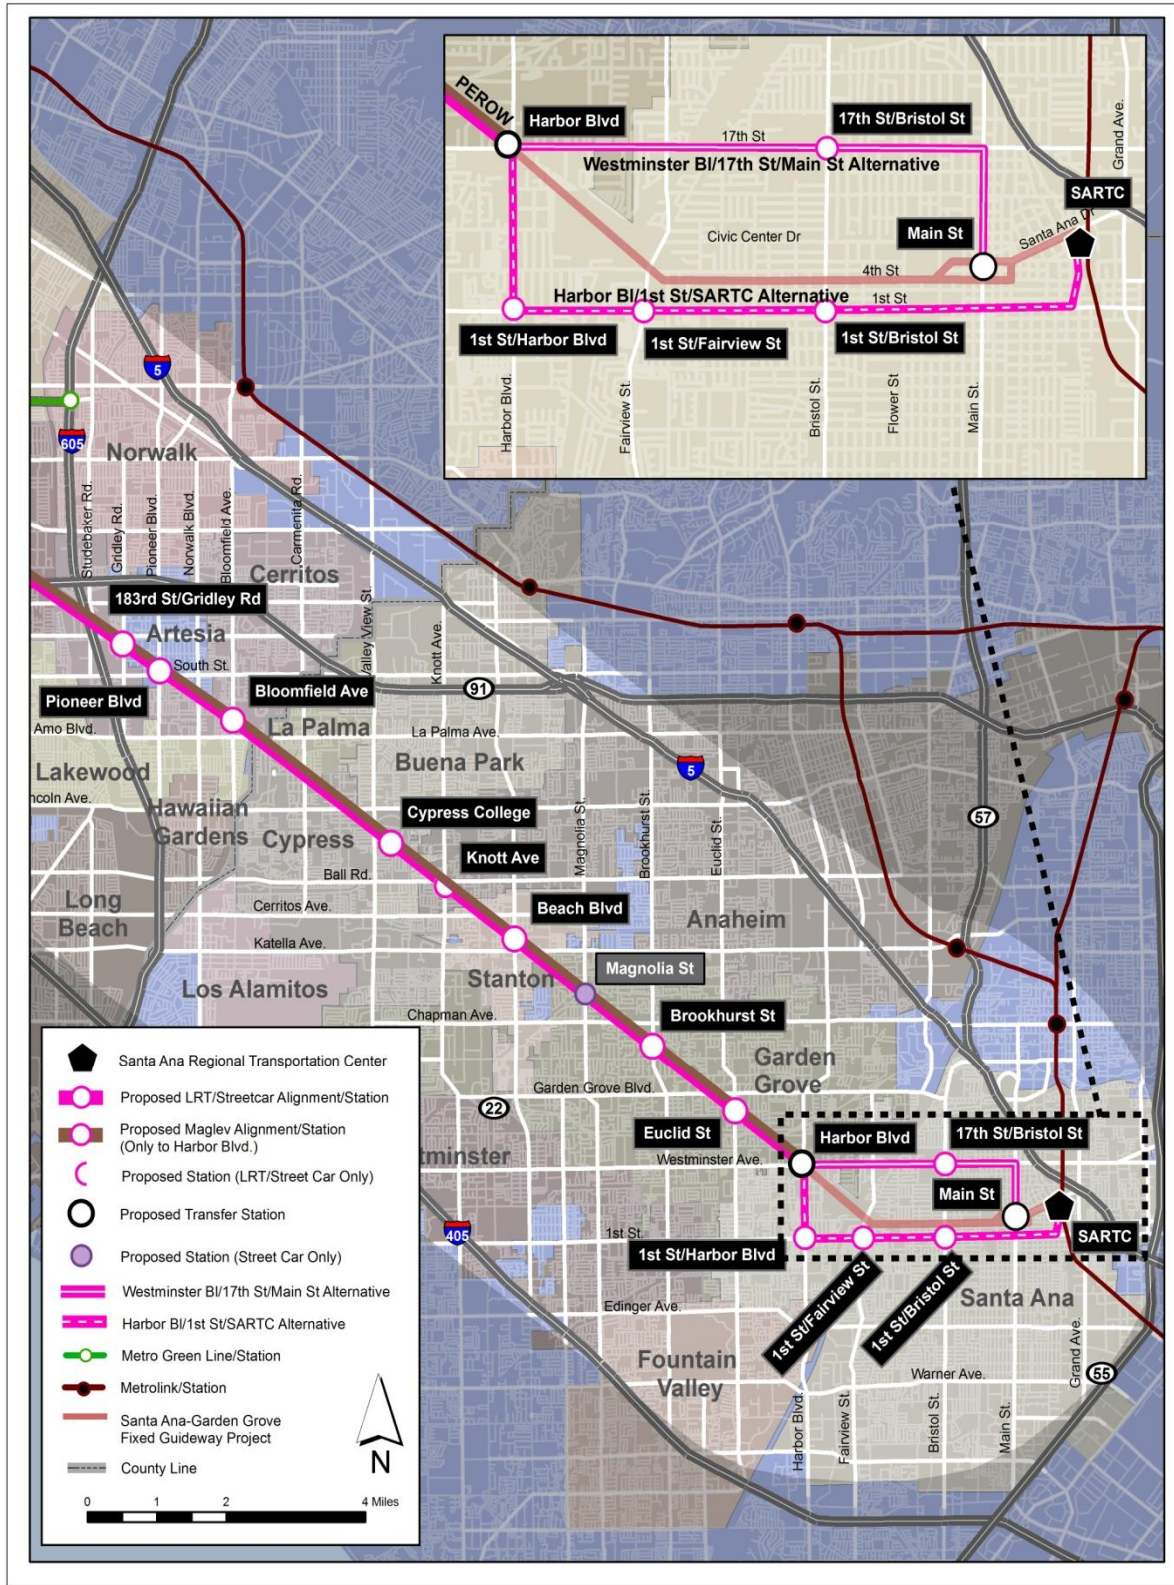 PEROW
Harbor Blvd
17th St/Bristol St
17th St
Westminster Bl/17th St/Main St Alternative
Grand Ave.
SARTC
Civic Center Dr
Main St
Santa Ana Dr
4th St
Harbor Bl/1st St/SARTC Alternative
1st St
1st St/Harbor Blvd
1st St/Fairview St
1st St/Bristol St
Harbor Blvd.
Fairview St.
Bristol St.
Flower St
Main St.
5
605
Norwalk
Studebaker Rd.
Gridley Rd.
Pioneer Blvd.
Norwalk Blvd.
Bloomfield Ave.
Carmenita Rd.
Cerritos
183rd St/Gridley Rd
Valley View St.
Knott Ave.
Artesia
South St.
Pioneer Blvd
Bloomfield Ave
91
Amo Blvd.
La Palma
La Palma Ave.
Lakewood
Buena Park
5
ncoln Ave.
Hawaiian
Gardens
Cypress
Cypress College
Magnolia St.
Brookhurst St.
Euclid St.
57
Knott Ave
Ball Rd.
Long
Beach
Cerritos Ave.
Beach Blvd
Anaheim
Katella Ave.
Los Alamitos
Stanton
Magnolia St
Chapman Ave.
Brookhurst St
Garden
Grove
Garden Grove Blvd.
22
Euclid St
Harbor Blvd
17th St/Bristol St
tminster
Westminster Ave.
Main St
405
1st St.
1st St/Harbor Blvd
SARTC
1st St/Fairview St
1st St/Bristol St
Santa Ana
Edinger Ave.
Fountain
Valley
Warner Ave.
Grand Ave.
55
Harbor Blvd.
Fairview St.
Bristol St.
Main St.
Santa Ana Regional Transportation Center
Proposed LRT/Streetcar Alignment/Station
Proposed Maglev Alignment/Station
(Only to Harbor Blvd.)
Proposed Station (LRT/Street Car Only)
Proposed Transfer Station
Proposed Station (Street Car Only)
Westminster Bl/17th St/Main St Alternative
Harbor Bl/1st St/SARTC Alternative
Metro Green Line/Station
Metrolink/Station
Santa Ana-Garden Grove
Fixed Guideway Project
County Line
N
0 1 2 4 Miles